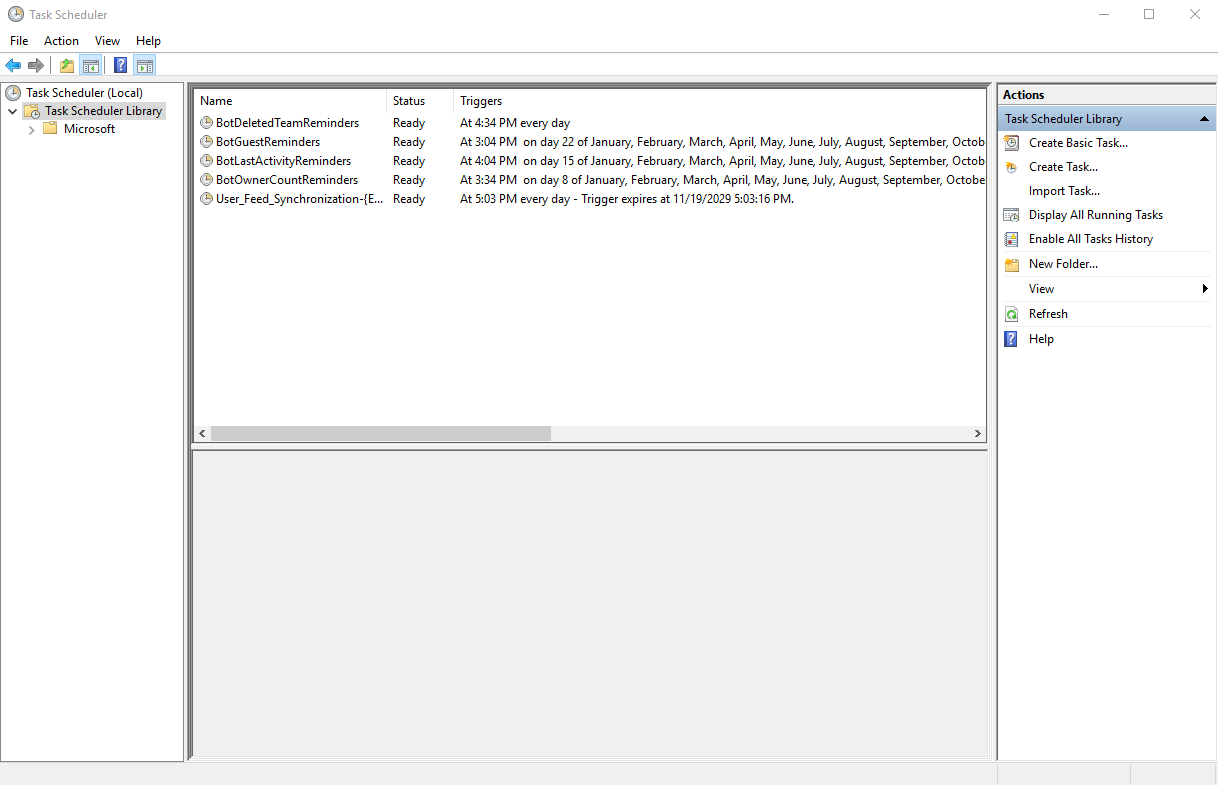 Task Scheduler
File Action View Help
Task Scheduler (Local)
Task Scheduler Library
Microsoft
Name Status Triggers
BotDeletedTeamReminders Ready At 4:34 PM every day
BotGuestReminders Ready At 3:04 PM on day 22 of January, February, March, April, May, June, July, August, September, Octob
BotLastActivityReminders Ready At 4:04 PM on day 15 of January, February, March, April, May, June, July, August, September, Octob
BotOwnerCountReminders Ready At 3:34 PM on day 8 of January, February, March, April, May, June, July, August, September, Octobe
User_Feed_Synchronization-{E... Ready At 5:03 PM every day - Trigger expires at 11/19/2029 5:03:16 PM.
Actions
Task Scheduler Library
Create Basic Task...
Create Task...
Import Task...
Display All Running Tasks
Enable All Tasks History
New Folder...
View
Refresh
Help